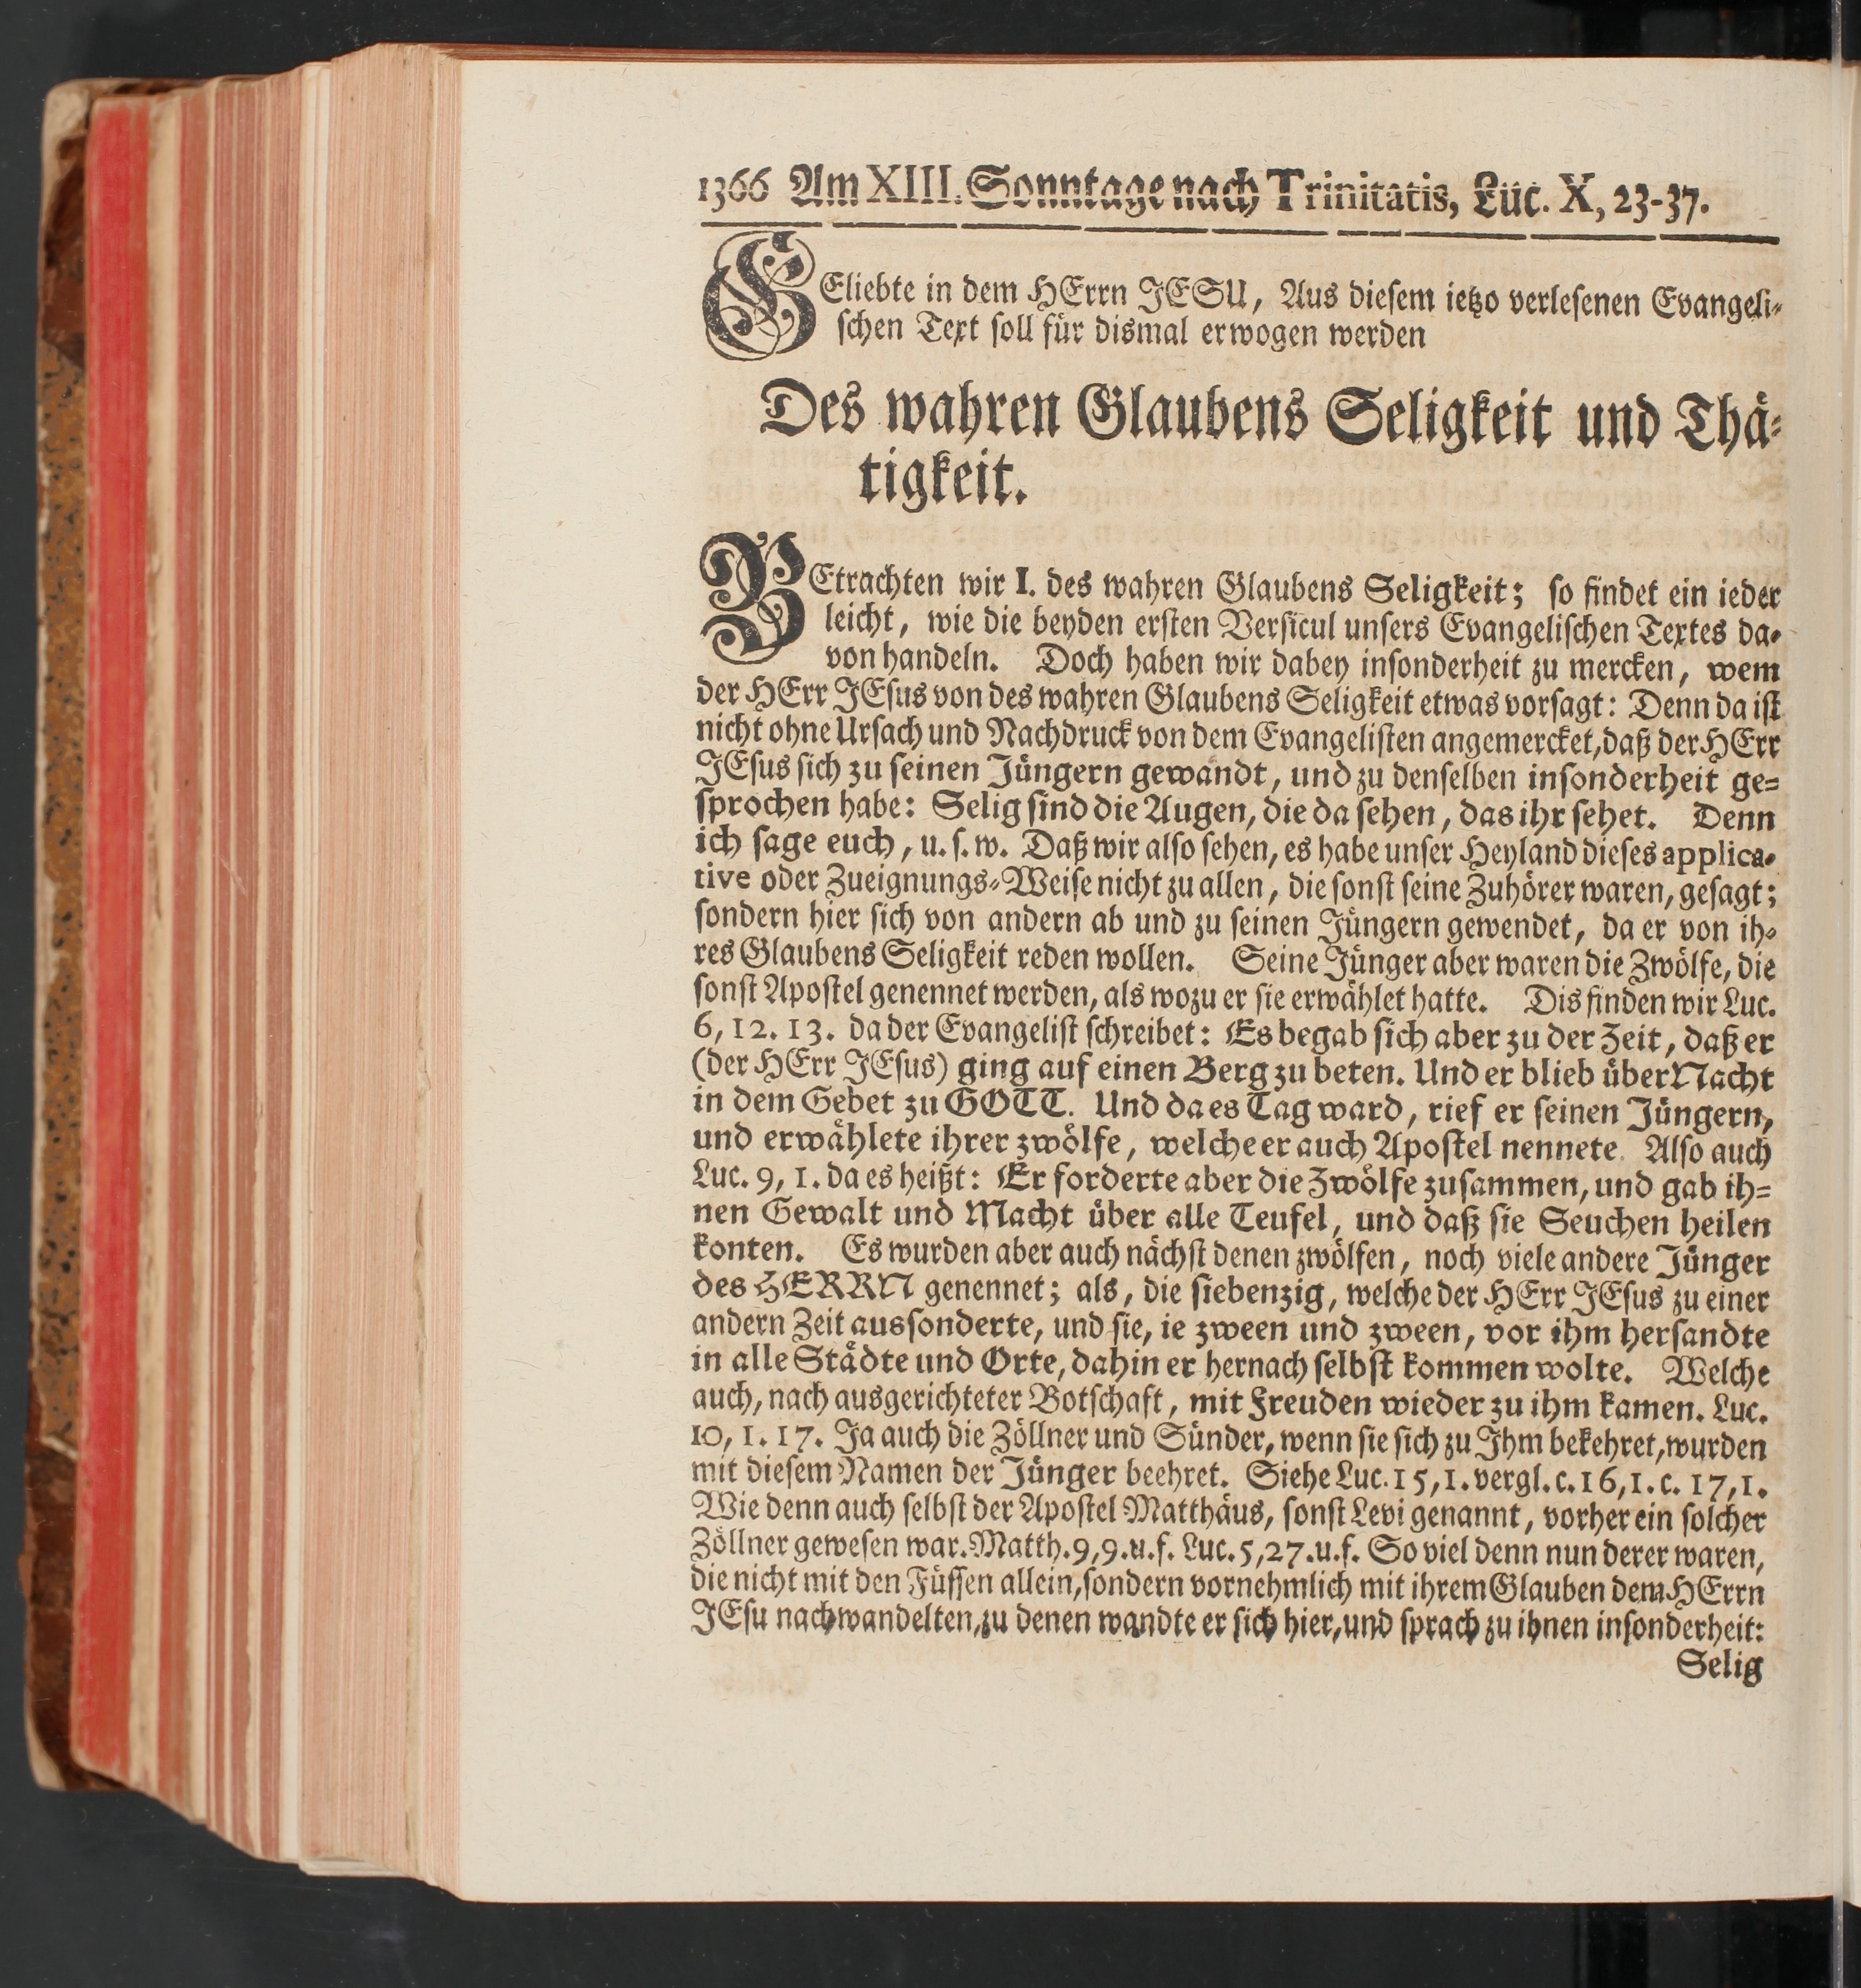 1366 Am XIII. Sonntage nach Trinitatis, Luc. X, 23-37.
GEliebte in dem HErrn JESU, Aus diesem ietzo verlesenen Evangeli-
schen Text soll für dismal erwogen werden
Des wahren Glaubens Seligkeit und Thä-
tigkeit.
BEtrachten wir I. des wahren Glaubens Seligkeit; so findet ein ieder
leicht, wie die beyden ersten Versicul unsers Evangelischen Textes da-
von handeln. Doch haben wir dabey insonderheit zu mercken, wem
der HErr JEsus von des wahren Glaubens Seligkeit etwas vorsagt: Denn da ist
nicht ohne Ursach und Nachdruck von dem Evangelisten angemercket, daß der HErr
JEsus sich zu seinen Jüngern gewandt, und zu denselben insonderheit ge-
sprochen habe: Selig sind die Augen, die da sehen, das ihr sehet. Denn
ich sage euch, u. s. w. Daß wir also sehen, es habe unser Heyland dieses applica-
tive oder Zueignungs-Weise nicht zu allen, die sonst seine Zuhörer waren, gesagt;
sondern hier sich von andern ab und zu seinen Jüngern gewendet, da er von ih-
res Glaubens Seligkeit reden wollen. Seine Jünger aber waren die Zwölfe, die
sonst Apostel genennet werden, als wozu er sie erwählet hatte. Dis finden wir Luc.
6, 12. 13. da der Evangelist schreibet: Es begab sich aber zu der Zeit, daß er
(der HErr JEsus) ging auf einen Berg zu beten. Und er blieb über Nacht
in dem Gebet zu GOTT. Und da es Tag ward, rief er seinen Jüngern,
und erwählete ihrer zwölfe, welche er auch Apostel nennete. Also auch
Luc. 9, 1. da es heißt: Er forderte aber die Zwölfe zusammen, und gab ih-
nen Gewalt und Macht über alle Teufel, und daß sie Seuchen heilen
konten. Es wurden aber auch nächst denen zwölfen, noch viele andere Jünger
des HERRN genennet; als, die siebenzig, welche der HErr JEsus zu einer
andern Zeit aussonderte, und sie, ie zween und zween, vor ihm hersandte
in alle Städte und Orte, dahin er hernach selbst kommen wolte. Welche
auch, nach ausgerichteter Botschaft, mit Freuden wieder zu ihm kamen. Luc.
10, 1. 17. Ja auch die Zöllner und Sünder, wenn sie sich zu Ihm bekehret, wurden
mit diesem Namen der Jünger beehret. Siehe Luc. 15, 1. vergl. c. 16, 1. c. 17, 1.
Wie denn auch selbst der Apostel Matthäus, sonst Levi genannt, vorher ein solcher
Zöllner gewesen war. Matth. 9, 9. u. f. Luc. 5, 27. u. f. So viel denn nun derer waren,
die nicht mit den Füssen allein, sondern vornehmlich mit ihrem Glauben dem HErrn
JEsu nachwandelten, zu denen wandte er sich hier, und sprach zu ihnen insonderheit:
Selig